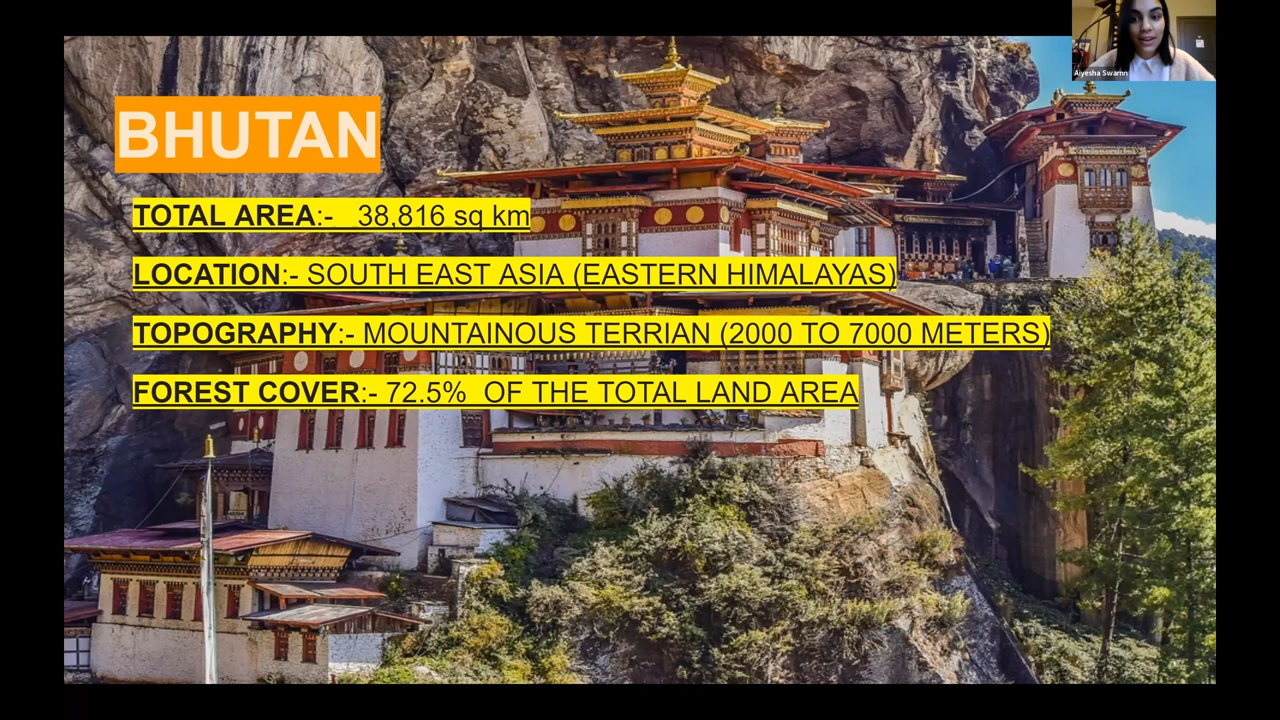 Aiyesha Swarnn
BHUTAN
TOTAL AREA:- 38,816 sq km
LOCATION:- SOUTH EAST ASIA (EASTERN HIMALAYAS)
TOPOGRAPHY:- MOUNTAINOUS TERRIAN (2000 TO 7000 METERS)
FOREST COVER:- 72.5% OF THE TOTAL LAND AREA